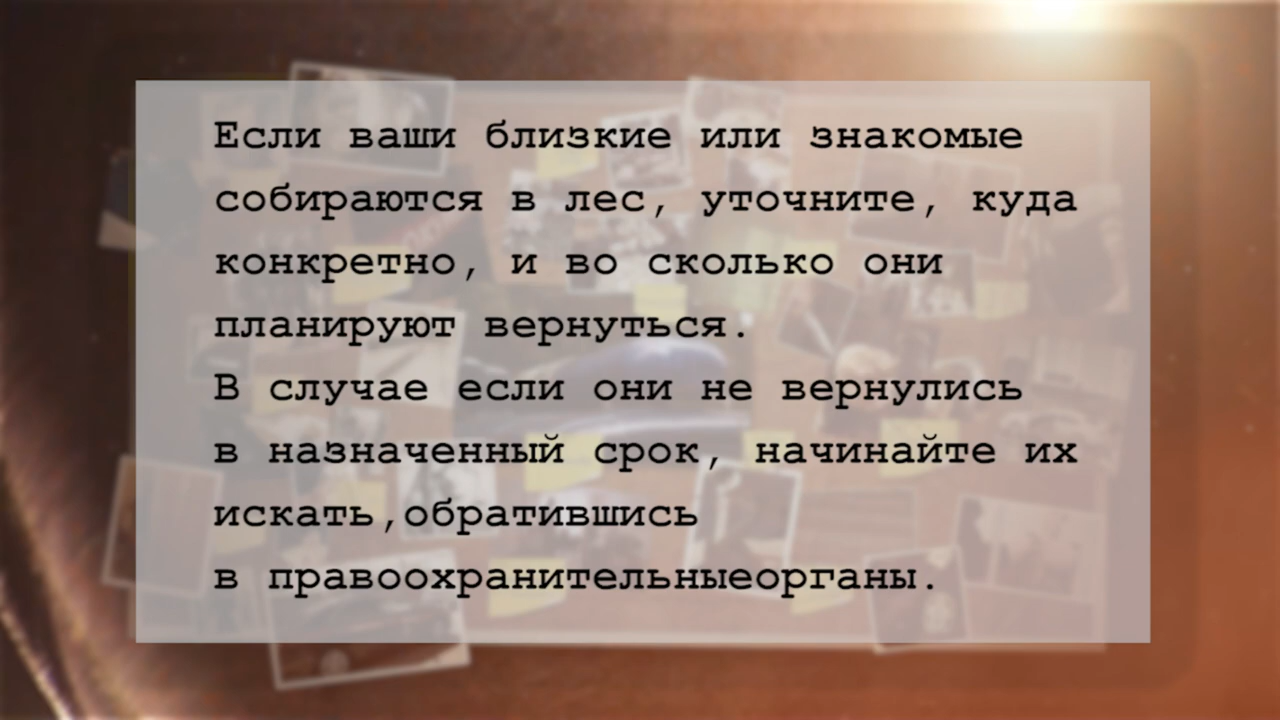 Если ваши близкие или знакомые
собираются в лес, уточните, куда
конкретно, и во сколько они
планируют вернуться.
В случае если они не вернулись
в назначенный срок, начинайте их
искать,обратившись
в правоохранительныеорганы.